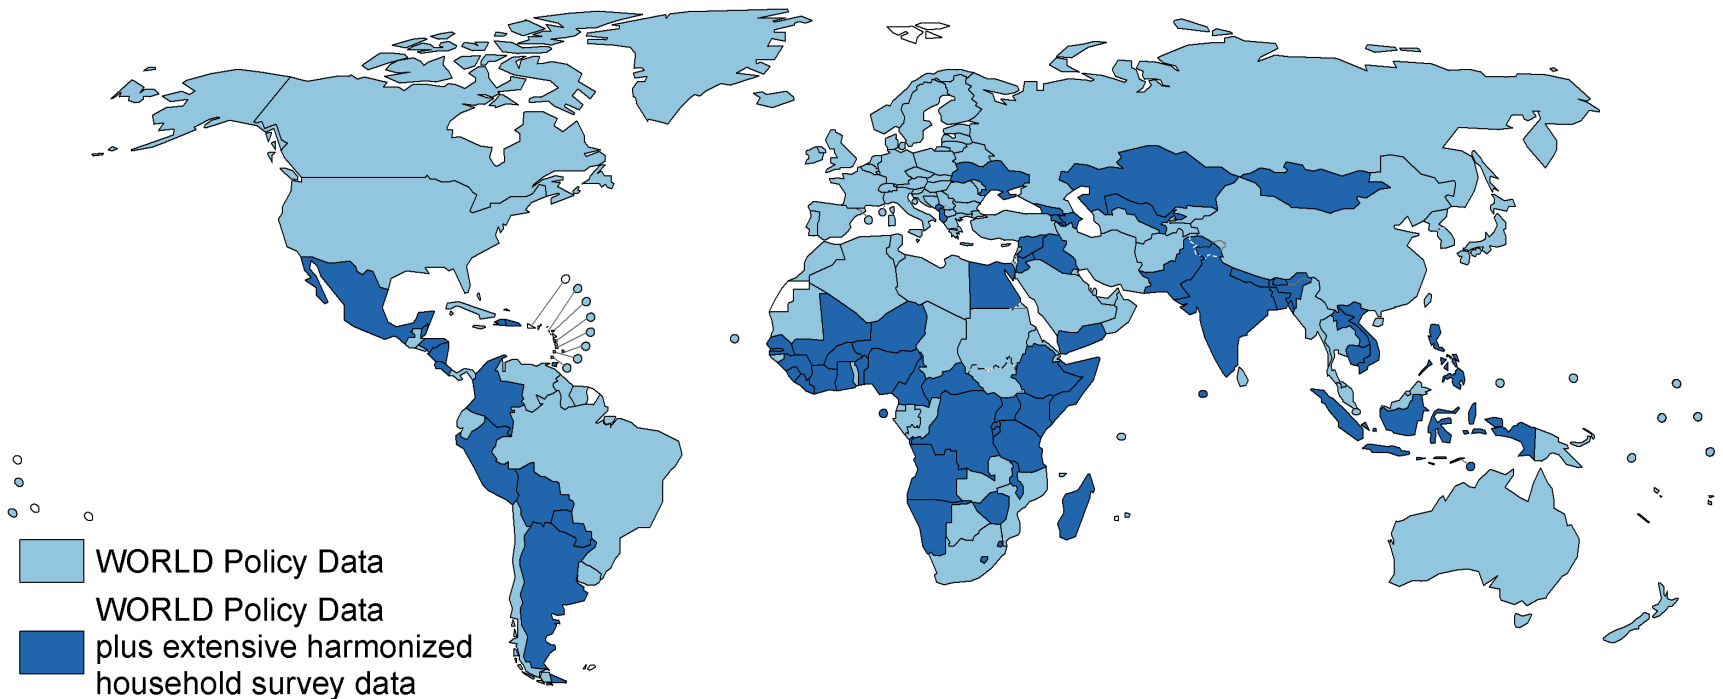 WORLD Policy Data
WORLD Policy Data
plus extensive harmonized
household survey data